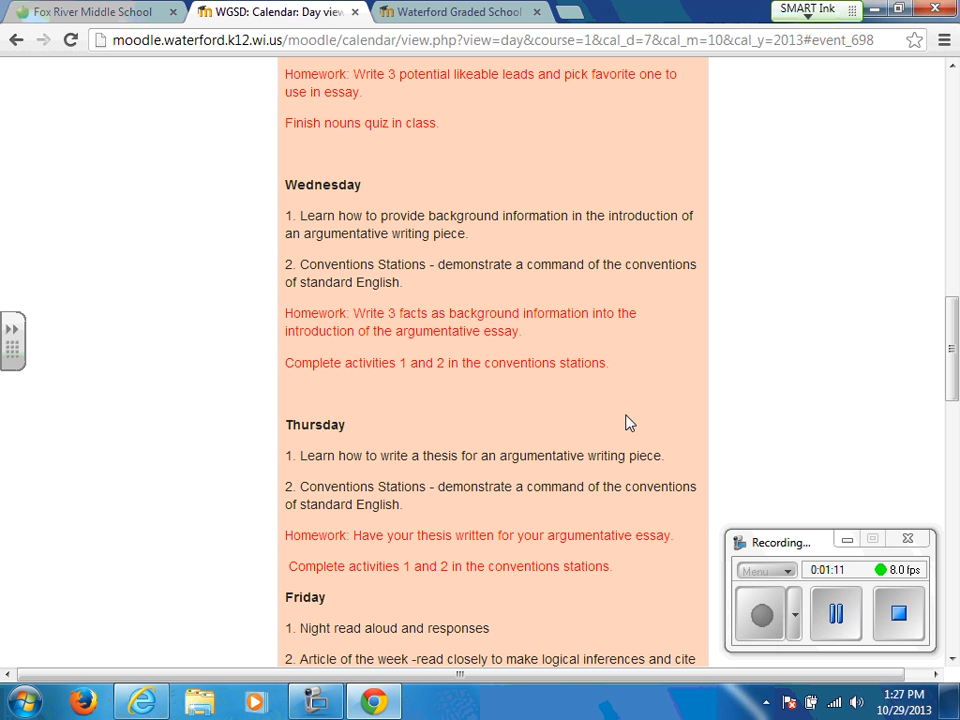 Fox River Middle School
WGSD: Calendar: Day view
Waterford Graded School
SMART Ink
moodle.waterford.k12.wi.us/moodle/calendar/view.php?view=day&course=1&cal_d=7&cal_m=10&cal_y=2013#event_698
Homework: Write 3 potential likeable leads and pick favorite one to
use in essay.
Finish nouns quiz in class.
Wednesday
1. Learn how to provide background information in the introduction of
an argumentative writing piece.
2. Conventions Stations - demonstrate a command of the conventions
of standard English.
Homework: Write 3 facts as background information into the
introduction of the argumentative essay.
Complete activities 1 and 2 in the conventions stations.
Thursday
1. Learn how to write a thesis for an argumentative writing piece.
2. Conventions Stations - demonstrate a command of the conventions
of standard English.
Homework: Have your thesis written for your argumentative essay.
Complete activities 1 and 2 in the conventions stations.
Friday
1. Night read aloud and responses
2. Article of the week -read closely to make logical inferences and cite
Recording...
Menu
0:01:11
8.0 fps
1:27 PM
10/29/2013